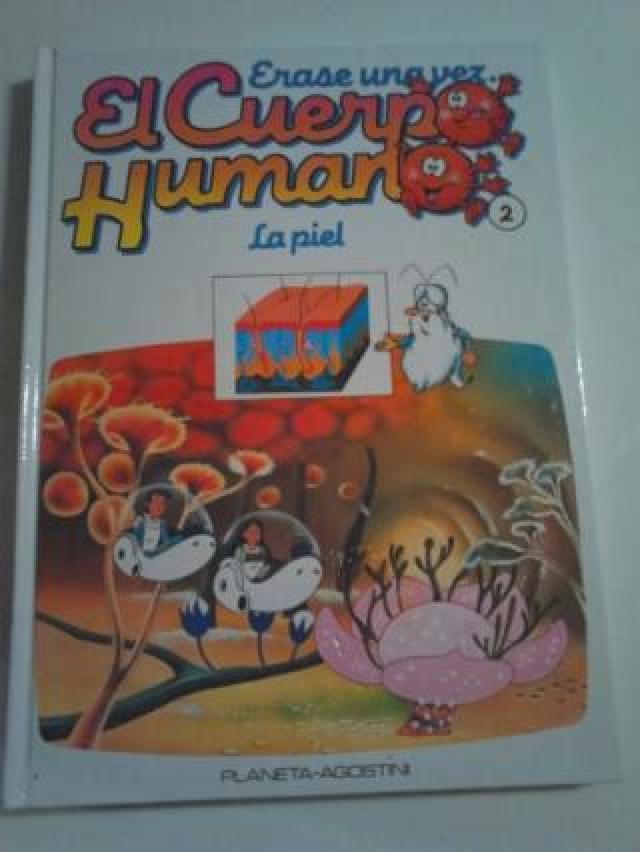 Erase una vez...
El Cuerpo
Humano
2
La piel
PLANETA-AGOSTINI